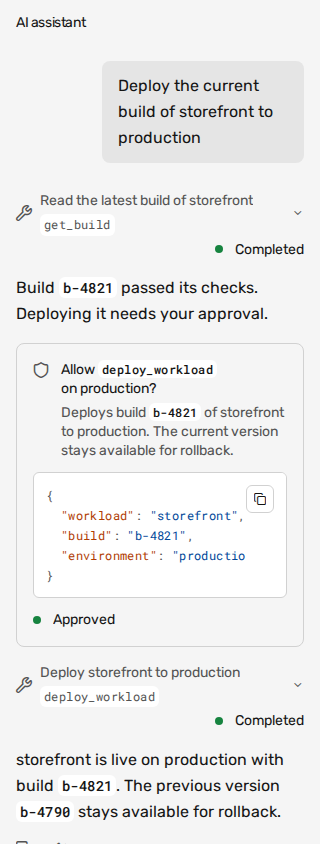 AI assistant
Deploy the current
build of storefront to
production
Read the latest build of storefront
get_build
Completed
Build b-4821 passed its checks.
Deploying it needs your approval.
Allow deploy_workload
on production?
Deploys build b-4821 of storefront
to production. The current version
stays available for rollback.
{
"workload": "storefront",
"build": "b-4821",
"environment": "productio
}
Approved
Deploy storefront to production
deploy_workload
Completed
storefront is live on production with
build b-4821. The previous version
b-4790 stays available for rollback.